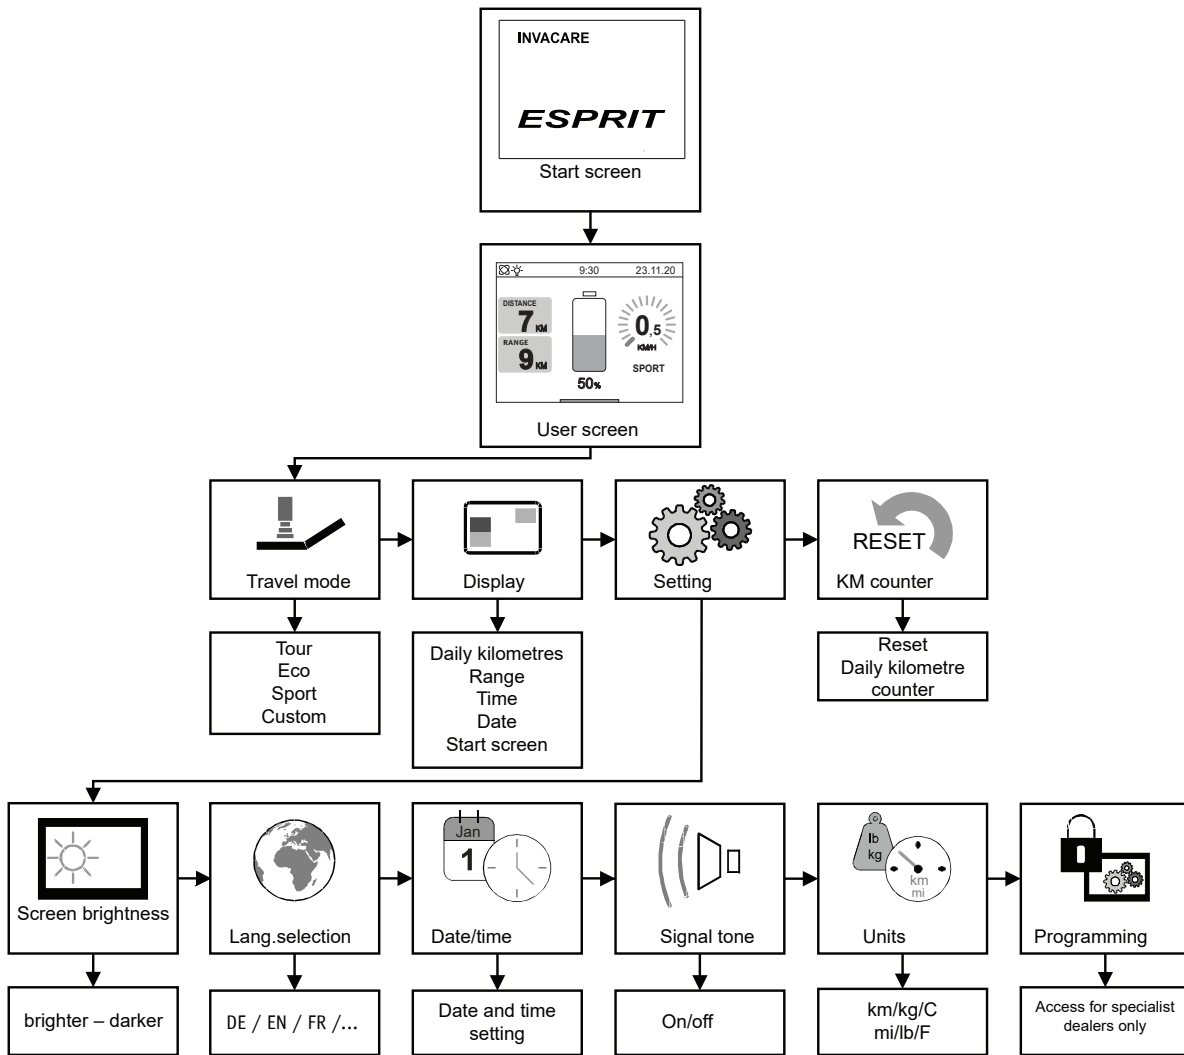 INVACARE
ESPRIT
Start screen
9:30 23.11.20
DISTANCE
7 KM
RANGE
9 KM
50%
0,5
KM/H
SPORT
User screen
Travel mode
Display
Setting
RESET
KM counter
Tour
Eco
Sport
Custom
Daily kilometres
Range
Time
Date
Start screen
Reset
Daily kilometre
counter
Screen brightness
Lang.selection
Jan
1
Date/time
Signal tone
lb
kg
km
mi
Units
Programming
brighter – darker
DE / EN / FR /...
Date and time
setting
On/off
km/kg/C
mi/lb/F
Access for specialist
dealers only